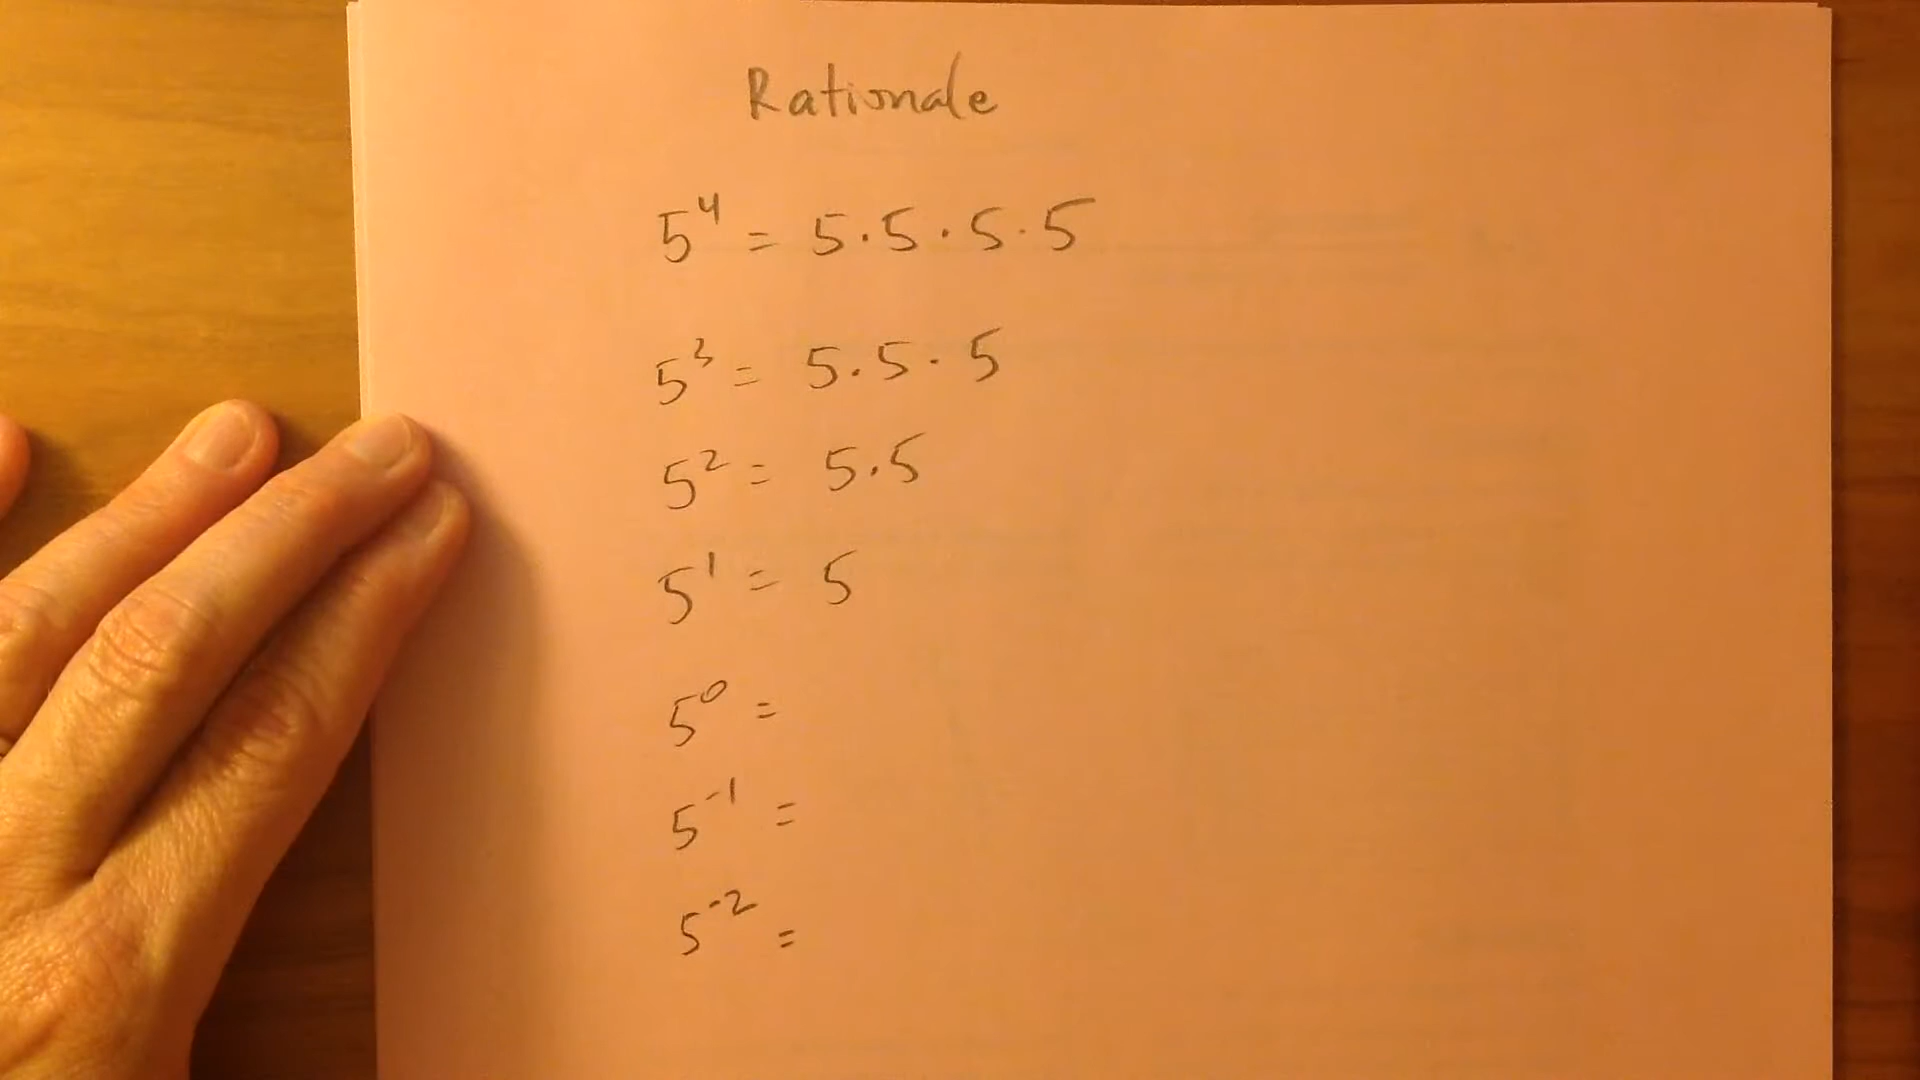 Rationale
5⁴ = 5·5·5·5
5³ = 5·5·5
5² = 5·5
5¹ = 5
5⁰ =
5⁻¹ =
5⁻² =